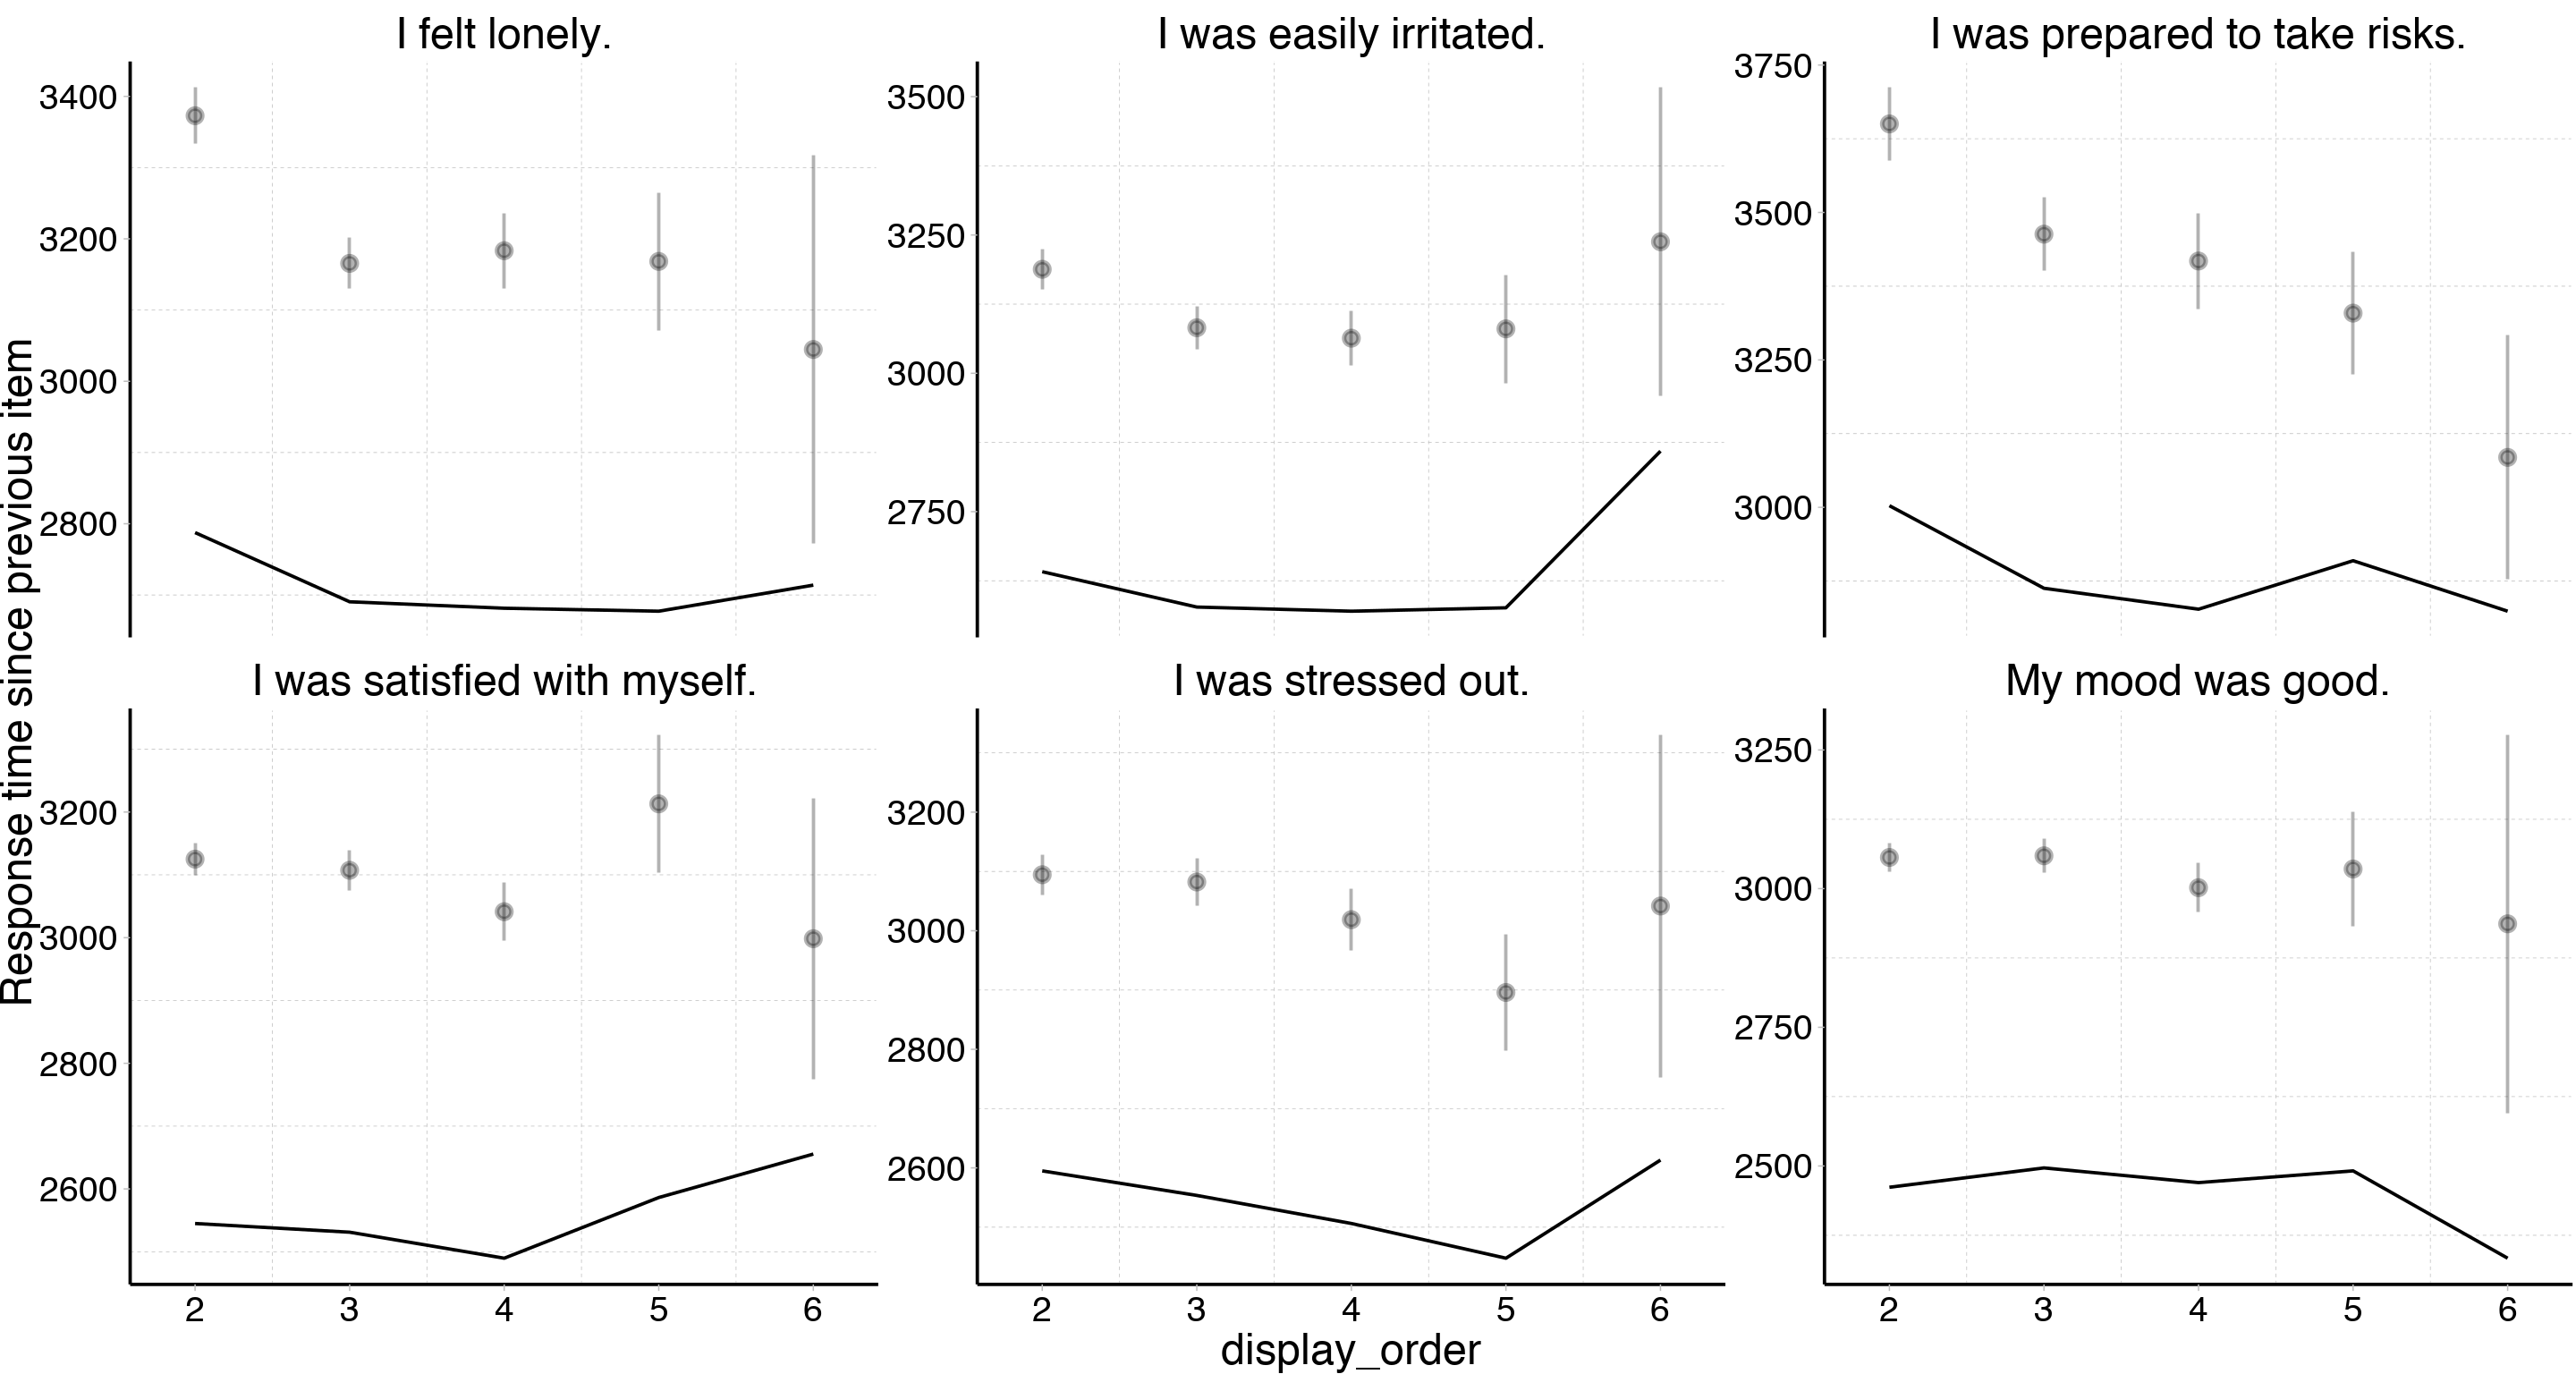 I felt lonely.
I was easily irritated.
I was prepared to take risks.
3400
3200
3000
2800
3500
3250
3000
2750
3750
3500
3250
3000
Response time since previous item
I was satisfied with myself.
I was stressed out.
My mood was good.
3200
3000
2800
2600
3200
3000
2800
2600
3250
3000
2750
2500
2 3 4 5 6
2 3 4 5 6
2 3 4 5 6
display_order